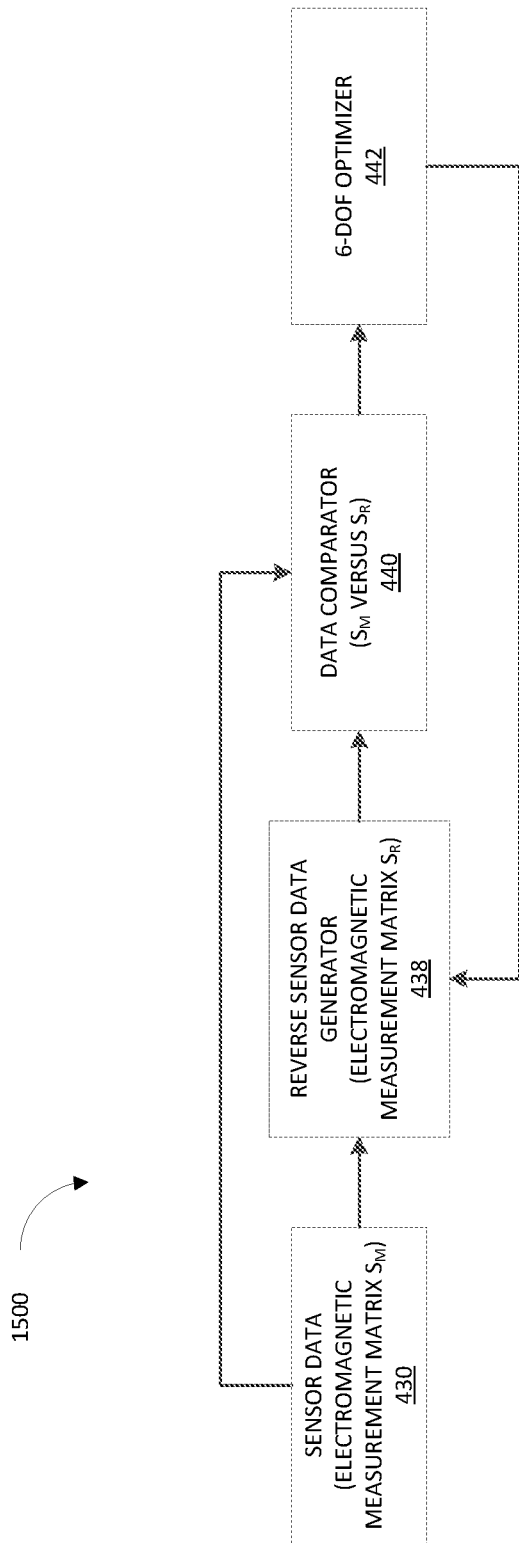 1500
SENSOR DATA
(ELECTROMAGNETIC
MEASUREMENT MATRIX SM)
430
REVERSE SENSOR DATA
GENERATOR
(ELECTROMAGNETIC
MEASUREMENT MATRIX SR)
438
DATA COMPARATOR
(SM VERSUS SR)
440
6-DOF OPTIMIZER
442